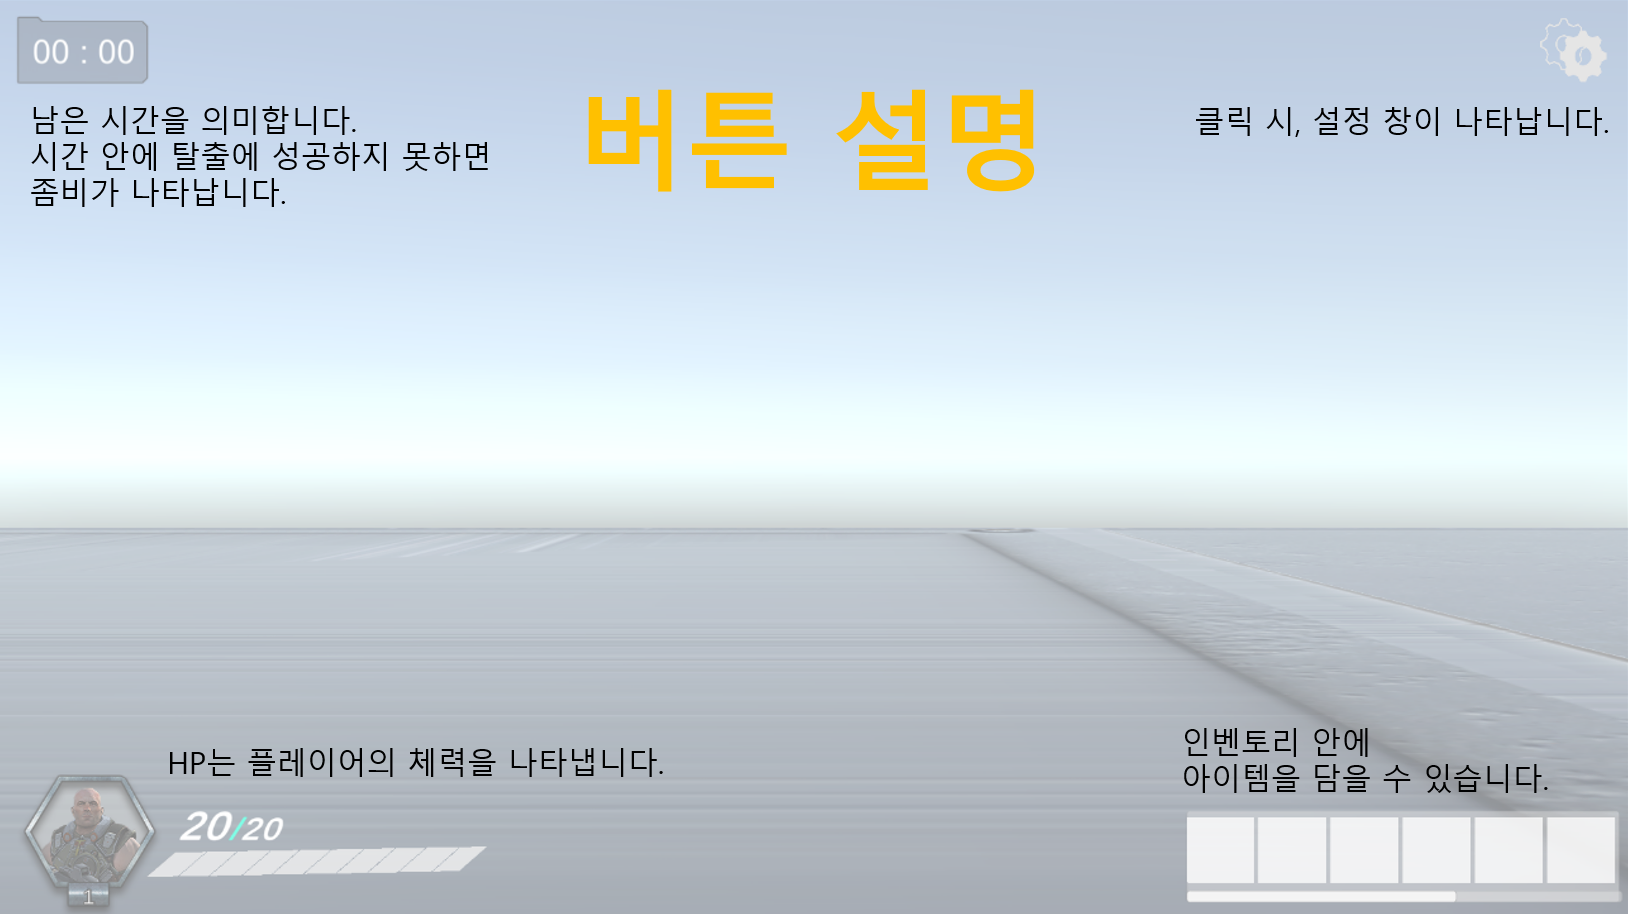 00 : 00
버튼 설명
남은 시간을 의미합니다.
시간 안에 탈출에 성공하지 못하면
좀비가 나타납니다.
클릭 시, 설정 창이 나타납니다.
HP는 플레이어의 체력을 나타냅니다.
20/20
1
인벤토리 안에
아이템을 담을 수 있습니다.